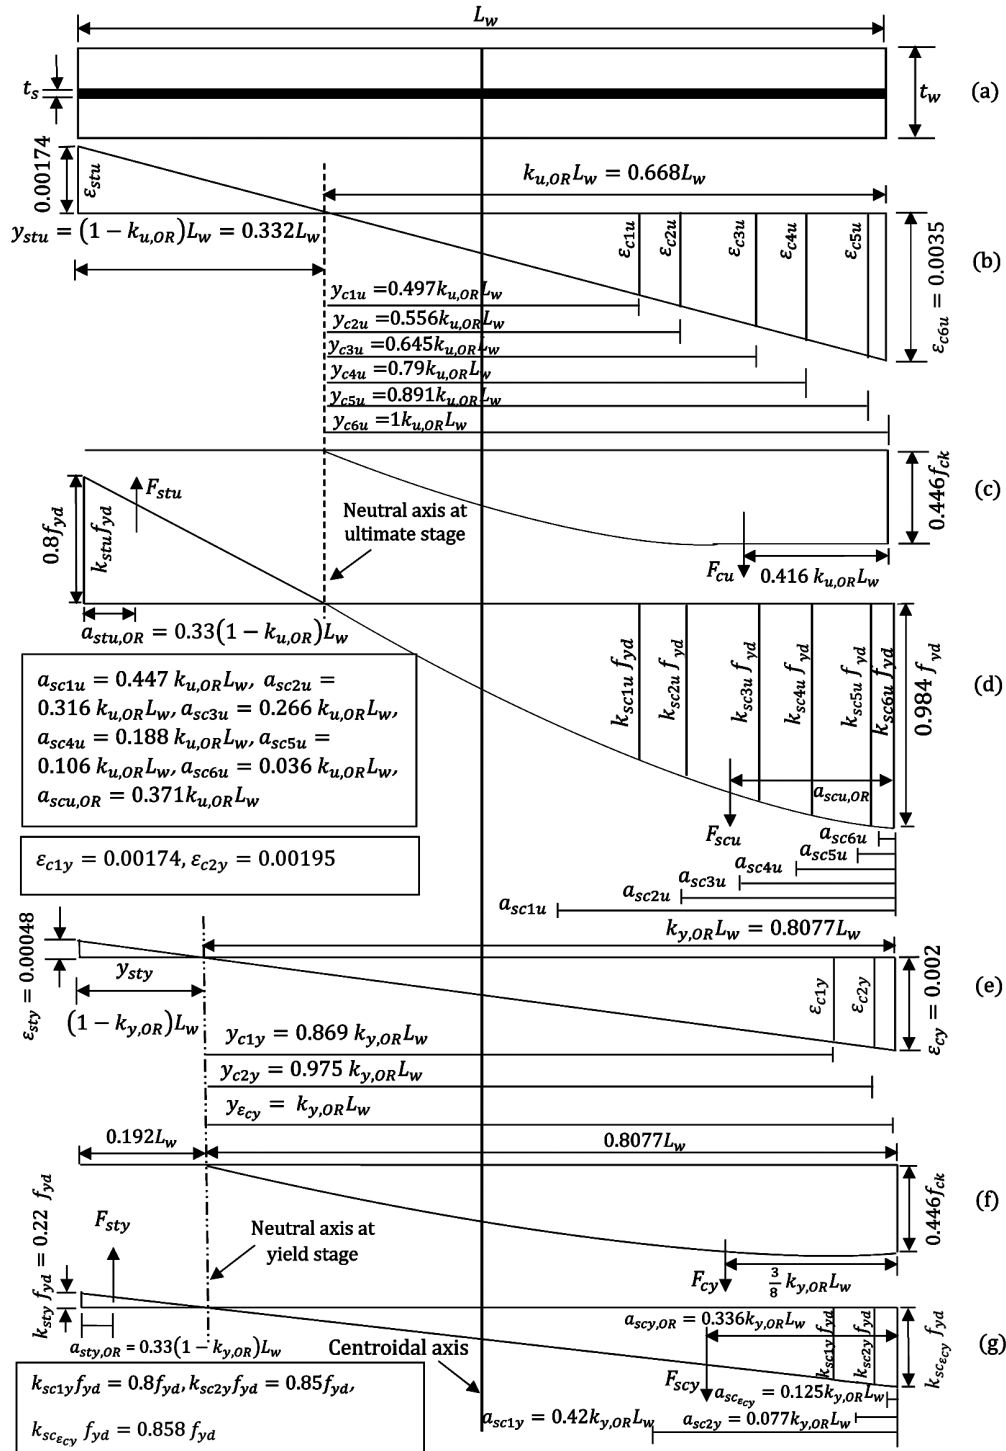 L_w
t_s
t_w
(a)
0.00174
ε_stu
k_u,OR L_w = 0.668L_w
y_stu = (1 − k_u,OR)L_w = 0.332L_w
ε_c1u
ε_c2u
ε_c3u
ε_c4u
ε_c5u
ε_c6u = 0.0035
(b)
y_c1u =0.497k_u,OR L_w
y_c2u =0.556k_u,OR L_w
y_c3u =0.645k_u,OR L_w
y_c4u =0.79k_u,OR L_w
y_c5u =0.891k_u,OR L_w
y_c6u =1k_u,OR L_w
0.446f_ck
(c)
F_stu
0.8f_yd
k_stu f_yd
Neutral axis at
ultimate stage
F_cu
0.416 k_u,OR L_w
a_stu,OR = 0.33(1 − k_u,OR)L_w
a_sc1u = 0.447 k_u,OR L_w, a_sc2u =
0.316 k_u,OR L_w, a_sc3u = 0.266 k_u,OR L_w,
a_sc4u = 0.188 k_u,OR L_w, a_sc5u =
0.106 k_u,OR L_w, a_sc6u = 0.036 k_u,OR L_w,
a_scu,OR = 0.371k_u,OR L_w
k_sc1u f_yd
k_sc2u f_yd
k_sc3u f_yd
k_sc4u f_yd
k_sc5u f_yd
k_sc6u f_yd
0.984 f_yd
(d)
a_scu,OR
F_scu
a_sc6u
a_sc5u
a_sc4u
a_sc3u
a_sc2u
a_sc1u
ε_c1y = 0.00174, ε_c2y = 0.00195
k_y,OR L_w = 0.8077L_w
ε_sty = 0.00048
y_sty
(1 − k_y,OR)L_w
ε_c1y
ε_c2y
ε_cy = 0.002
(e)
y_c1y = 0.869 k_y,OR L_w
y_c2y = 0.975 k_y,OR L_w
y_ε_cy = k_y,OR L_w
0.192L_w
0.8077L_w
0.446f_ck
(f)
F_sty
k_sty f_yd = 0.22 f_yd
Neutral axis at
yield stage
F_cy
3/8 k_y,OR L_w
a_sty,OR = 0.33(1 − k_y,OR)L_w
Centroidal axis
a_scy,OR = 0.336k_y,OR L_w
k_sc1y f_yd
k_sc2y f_yd
k_scε_cy f_yd
(g)
F_scy
a_scε_cy = 0.125k_y,OR L_w
a_sc1y = 0.42k_y,OR L_w
a_sc2y = 0.077k_y,OR L_w
k_sc1y f_yd = 0.8f_yd, k_sc2y f_yd = 0.85f_yd,
k_scε_cy f_yd = 0.858 f_yd